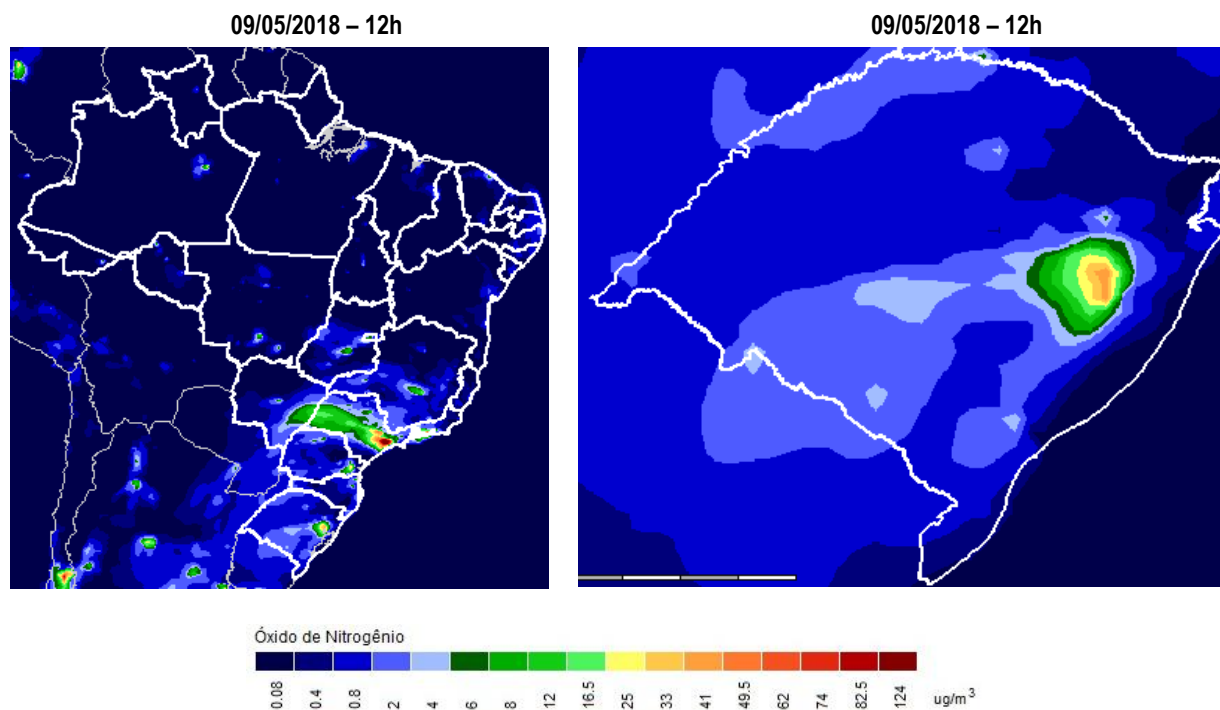 09/05/2018 – 12h
09/05/2018 – 12h
Óxido de Nitrogênio
0.08 0.4 0.8 2 4 6 8 12 16.5 25 33 41 49.5 62 74 82.5 124 ug/m³